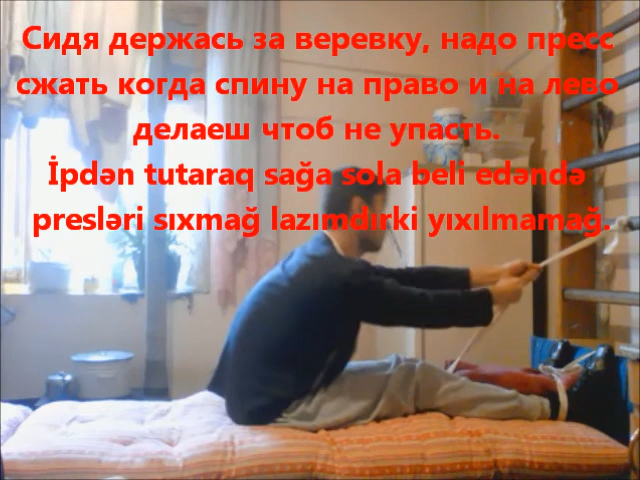 Сидя держась за веревку, надо пресс
сжать когда спину на право и на лево
делаеш чтоб не упасть.
İpdən tutaraq sağa sola beli edəndə
presləri sıxmağ lazımdırki yıxılmamağ.